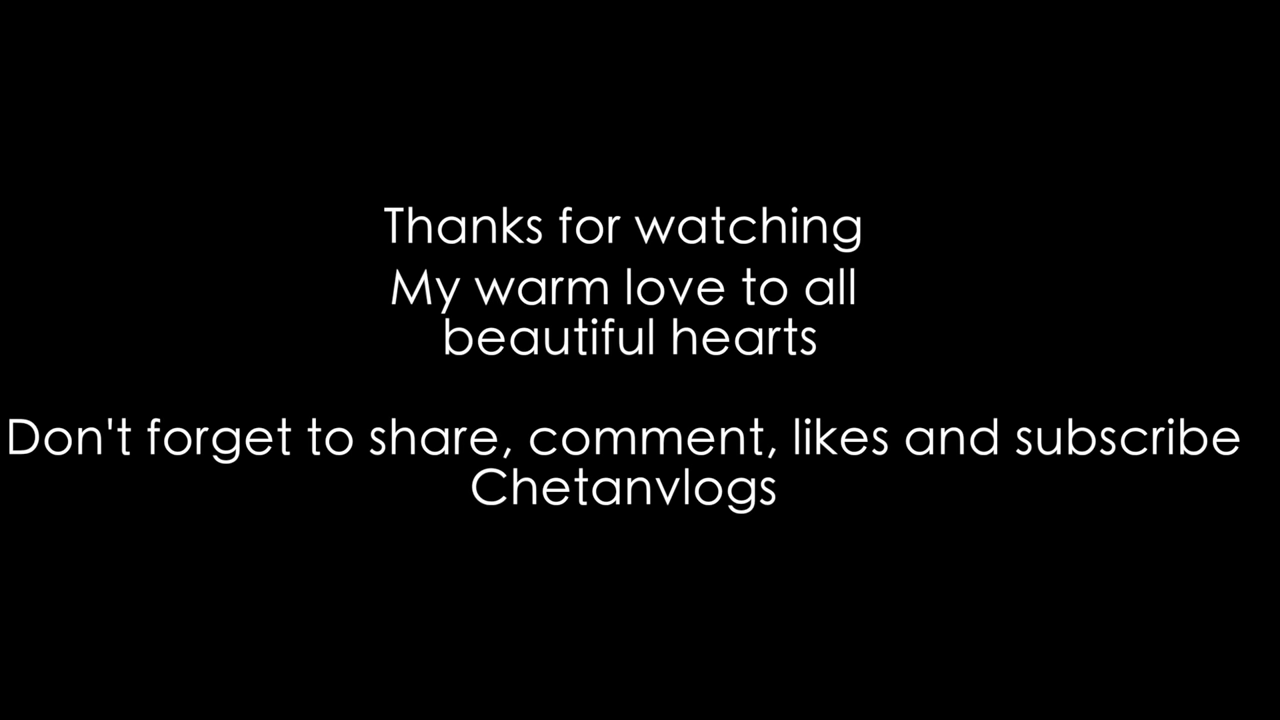 Thanks for watching
My warm love to all
beautiful hearts
Don't forget to share, comment, likes and subscribe
Chetanvlogs